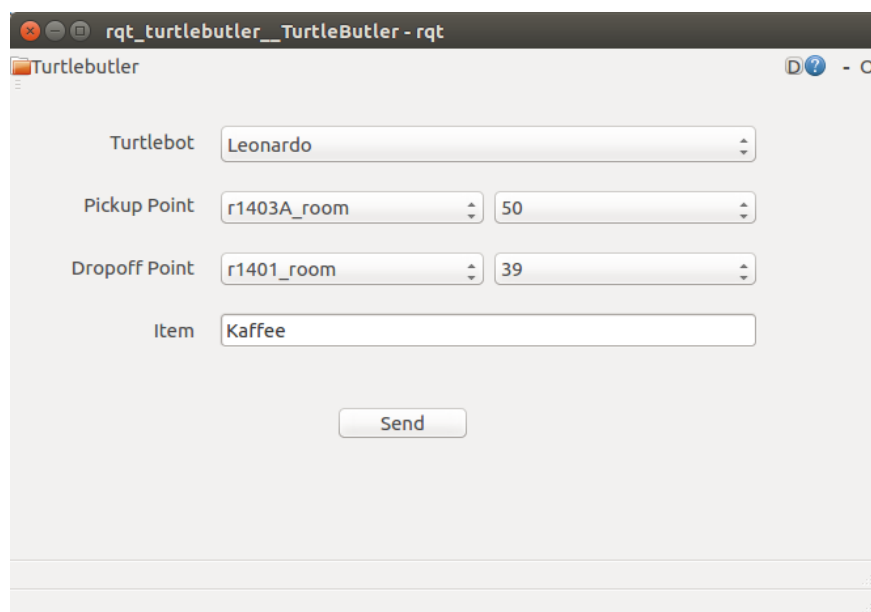 rqt_turtlebutler__TurtleButler - rqt
Turtlebutler D ? - O
Turtlebot Leonardo
Pickup Point r1403A_room 50
Dropoff Point r1401_room 39
Item Kaffee
Send